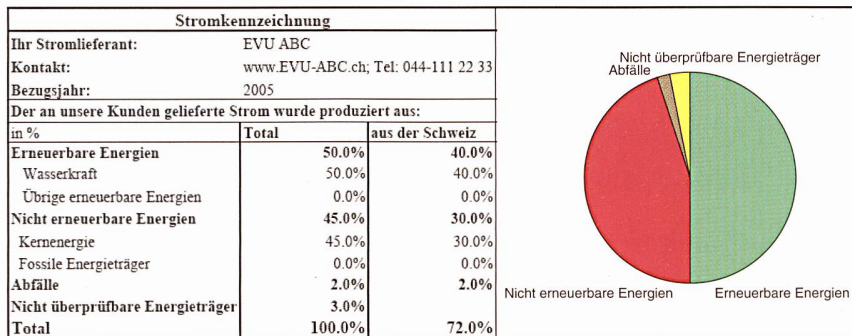 Stromkennzeichnung
Ihr Stromlieferant: EVU ABC
Kontakt: www.EVU-ABC.ch; Tel: 044-111 22 33
Bezugsjahr: 2005
Der an unsere Kunden gelieferte Strom wurde produziert aus:
in % Total aus der Schweiz
Erneuerbare Energien 50.0% 40.0%
Wasserkraft 50.0% 40.0%
Übrige erneuerbare Energien 0.0% 0.0%
Nicht erneuerbare Energien 45.0% 30.0%
Kernenergie 45.0% 30.0%
Fossile Energieträger 0.0% 0.0%
Abfälle 2.0% 2.0%
Nicht überprüfbare Energieträger 3.0%
Total 100.0% 72.0%
Nicht überprüfbare Energieträger
Abfälle
Nicht erneuerbare Energien Erneuerbare Energien